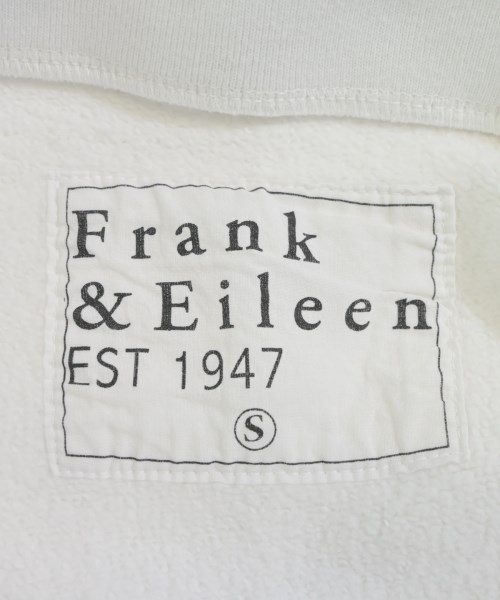 Frank
& Eileen
EST 1947
S